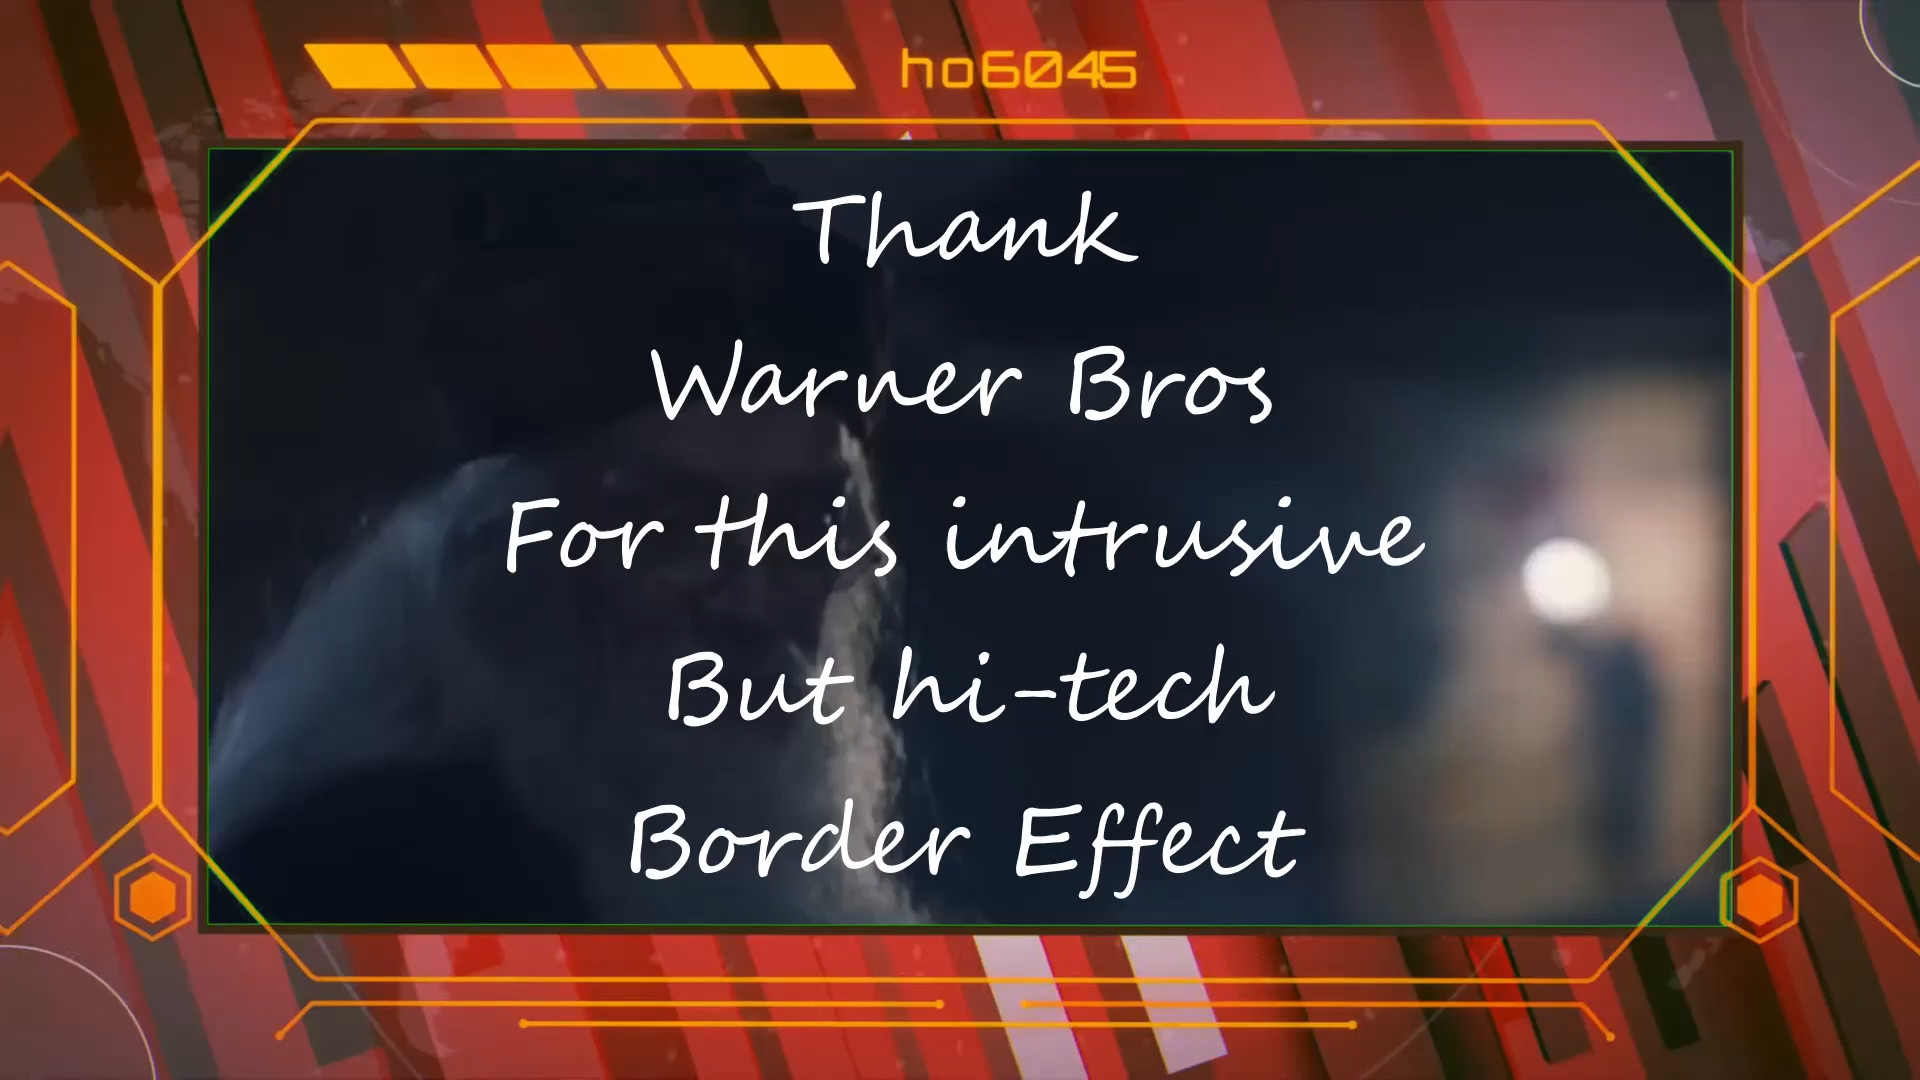 ho6045
Thank
Warner Bros
For this intrusive
But hi-tech
Border Effect